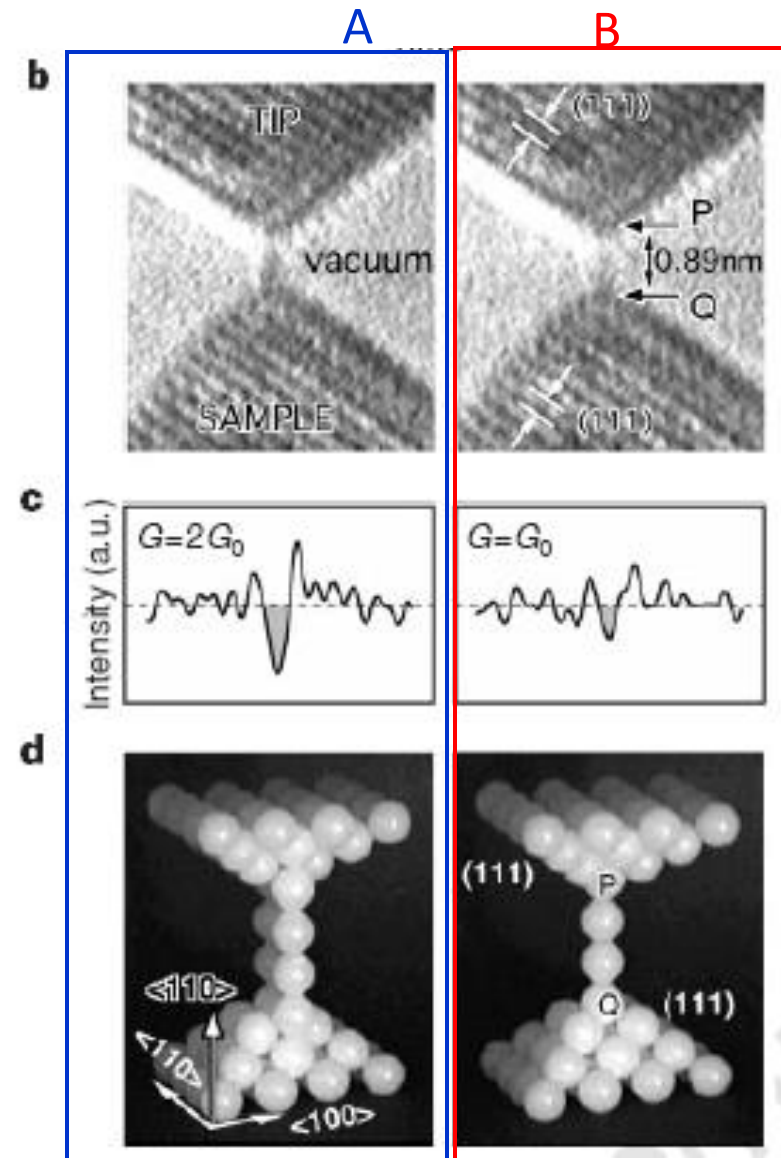 A
B
b
TIP
vacuum
SAMPLE
(111)
P
0.89nm
Q
(111)
c
Intensity (a.u.)
G=2G₀
G=G₀
d
<110>
<110>
<100>
(111)
P
Q
(111)